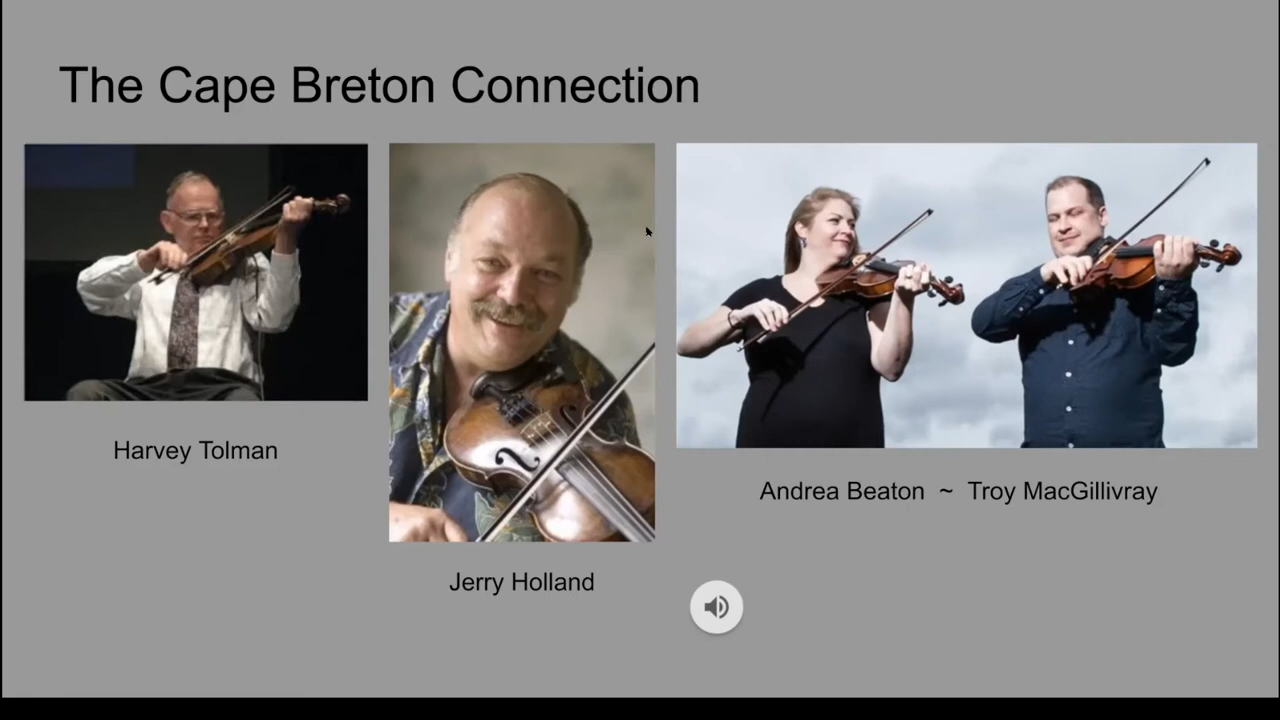 The Cape Breton Connection
Harvey Tolman
Jerry Holland
Andrea Beaton ~ Troy MacGillivray